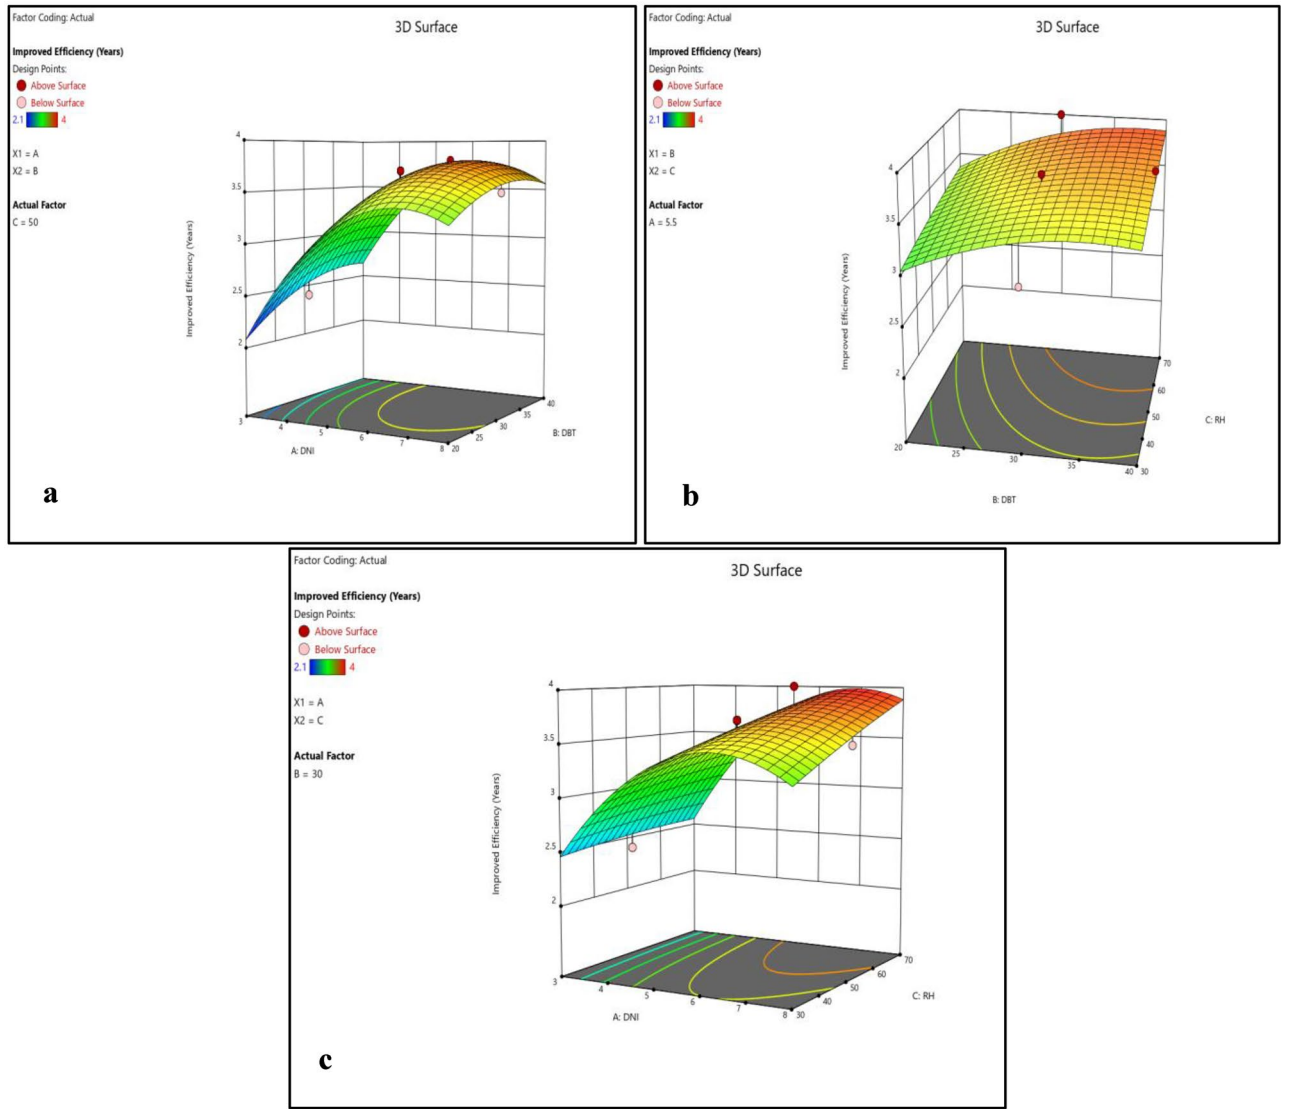 Factor Coding: Actual
3D Surface
Improved Efficiency (Years)
Design Points:
Above Surface
Below Surface
2.1 4
X1 = A
X2 = B
Actual Factor
C = 50
4
3.5
3
2.5
2
Improved Efficiency (Years)
3 4 5 6 7 8
A: DNI
20 25 30 35 40
B: DBT
a
Factor Coding: Actual
3D Surface
Improved Efficiency (Years)
Design Points:
Above Surface
Below Surface
2.1 4
X1 = B
X2 = C
Actual Factor
A = 5.5
4
3.5
3
2.5
2
Improved Efficiency (Years)
20 25 30 35 40
B: DBT
30 40 50 60 70
C: RH
b
Factor Coding: Actual
3D Surface
Improved Efficiency (Years)
Design Points:
Above Surface
Below Surface
2.1 4
X1 = A
X2 = C
Actual Factor
B = 30
4
3.5
3
2.5
2
Improved Efficiency (Years)
3 4 5 6 7 8
A: DNI
30 40 50 60 70
C: RH
c